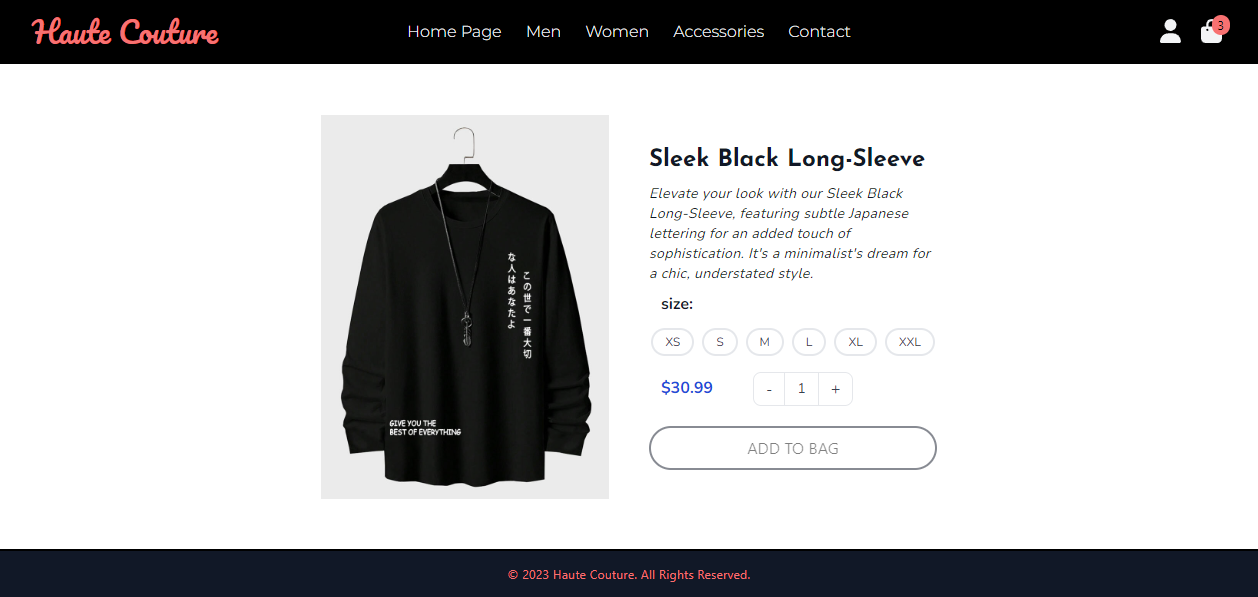 Haute Couture
Home Page
Men
Women
Accessories
Contact
3
Sleek Black Long-Sleeve
Elevate your look with our Sleek Black
Long-Sleeve, featuring subtle Japanese
lettering for an added touch of
sophistication. It's a minimalist's dream for
a chic, understated style.
size:
XS
S
M
L
XL
XXL
$30.99
-
1
+
ADD TO BAG
この世で一番大切
な人はあなたよ
GIVE YOU THE
BEST OF EVERYTHING
© 2023 Haute Couture. All Rights Reserved.